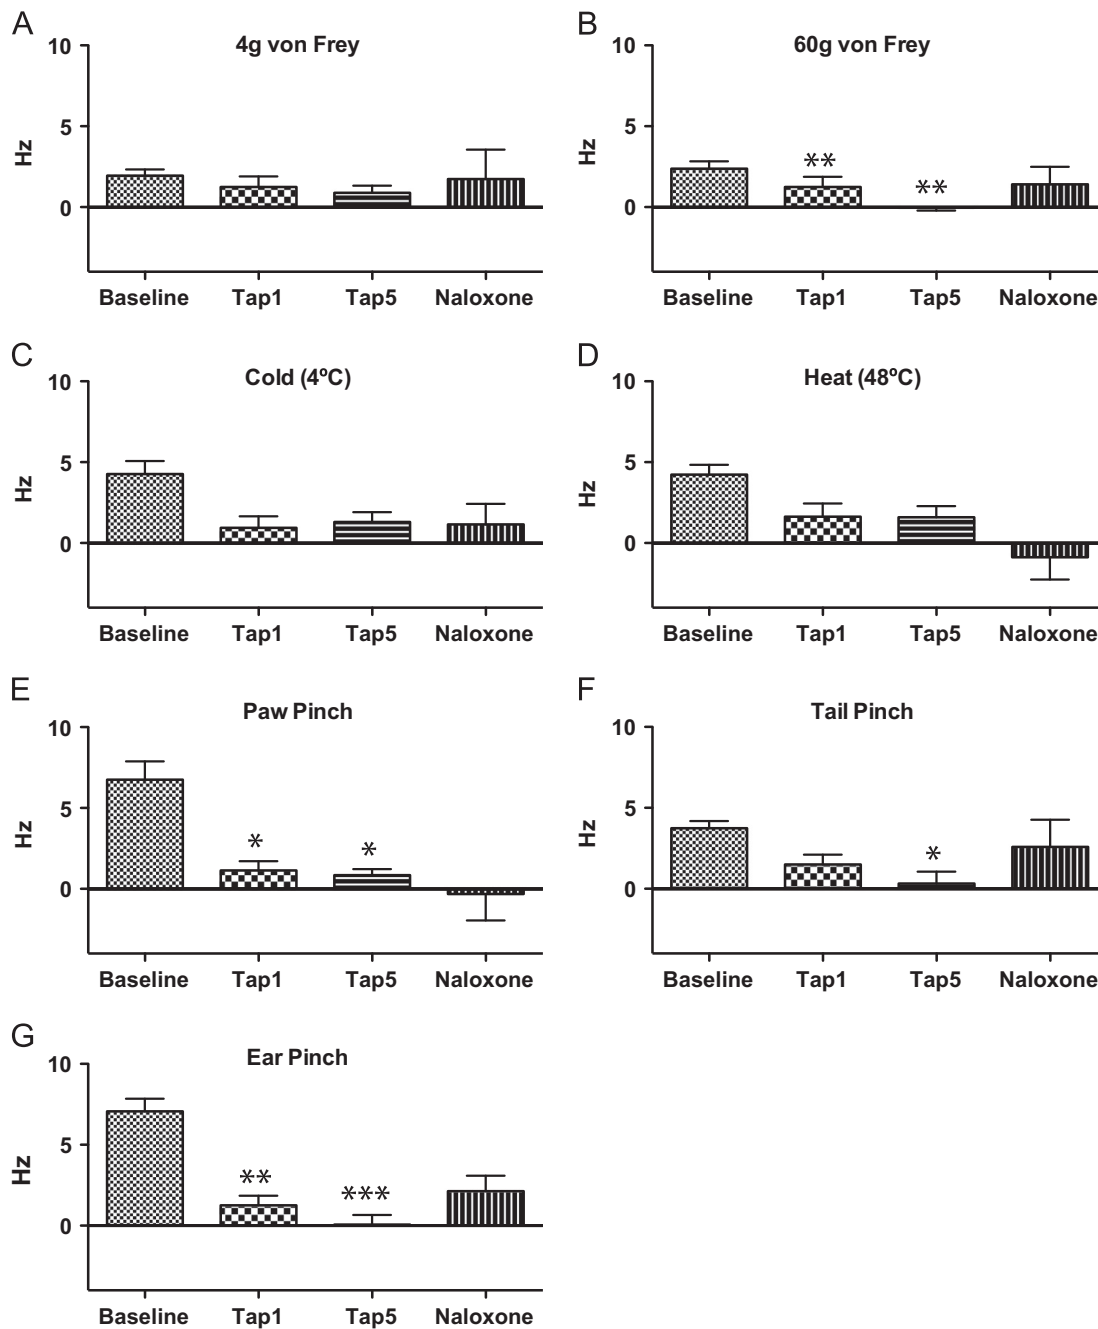 A
4g von Frey
10
5
0
Hz
Baseline Tap1 Tap5 Naloxone
B
60g von Frey
10
5
0
Hz
**
**
Baseline Tap1 Tap5 Naloxone
C
Cold (4ºC)
10
5
0
Hz
Baseline Tap1 Tap5 Naloxone
D
Heat (48ºC)
10
5
0
Hz
Baseline Tap1 Tap5 Naloxone
E
Paw Pinch
10
5
0
Hz
* *
Baseline Tap1 Tap5 Naloxone
F
Tail Pinch
10
5
0
Hz
*
Baseline Tap1 Tap5 Naloxone
G
Ear Pinch
10
5
0
Hz
**
***
Baseline Tap1 Tap5 Naloxone